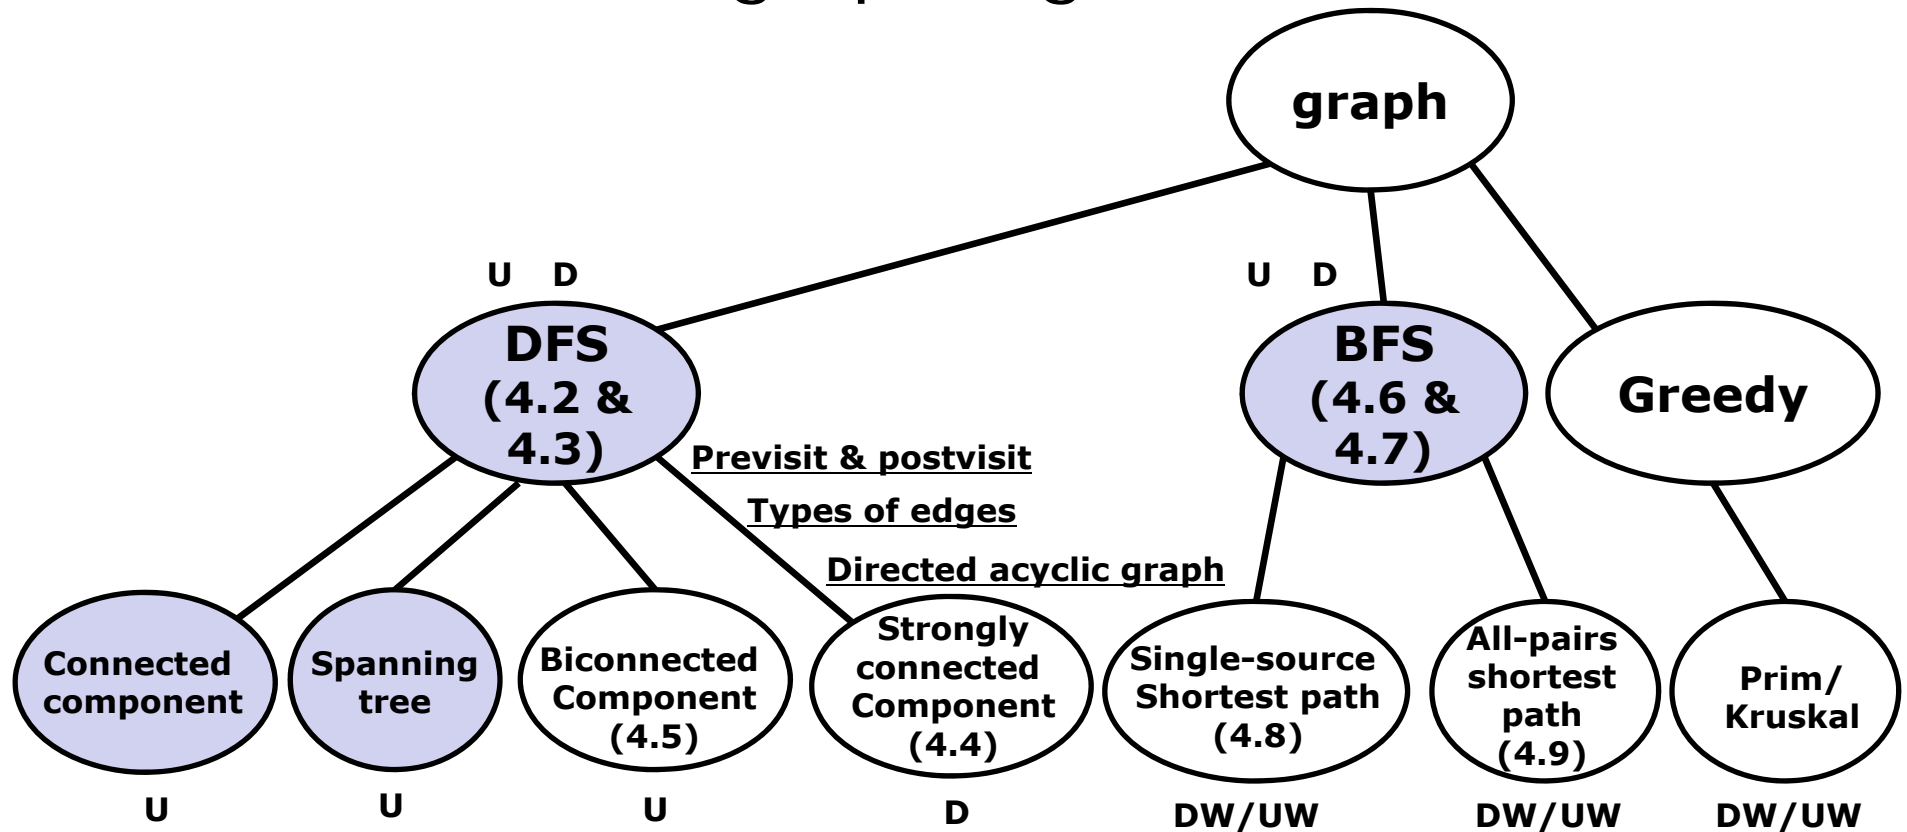 graph
U D
U D
DFS
(4.2 &
4.3)
BFS
(4.6 &
4.7)
Greedy
Previsit & postvisit
Types of edges
Directed acyclic graph
Connected
component
Spanning
tree
Biconnected
Component
(4.5)
Strongly
connected
Component
(4.4)
Single-source
Shortest path
(4.8)
All-pairs
shortest
path
(4.9)
Prim/
Kruskal
U
U
U
D
DW/UW
DW/UW
DW/UW